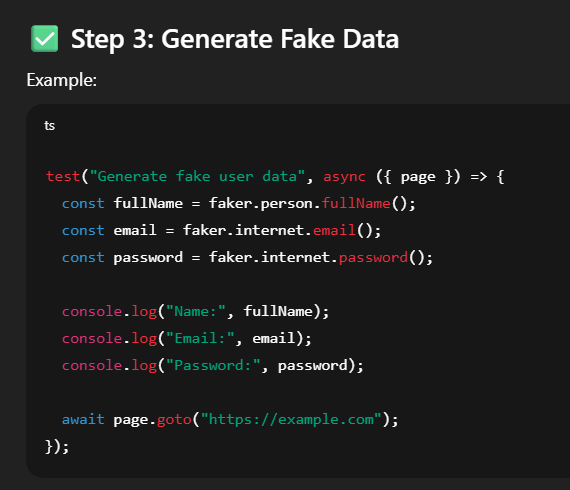 ✅ Step 3: Generate Fake Data
Example:
ts
test("Generate fake user data", async ({ page }) => {
  const fullName = faker.person.fullName();
  const email = faker.internet.email();
  const password = faker.internet.password();

  console.log("Name:", fullName);
  console.log("Email:", email);
  console.log("Password:", password);

  await page.goto("https://example.com");
});